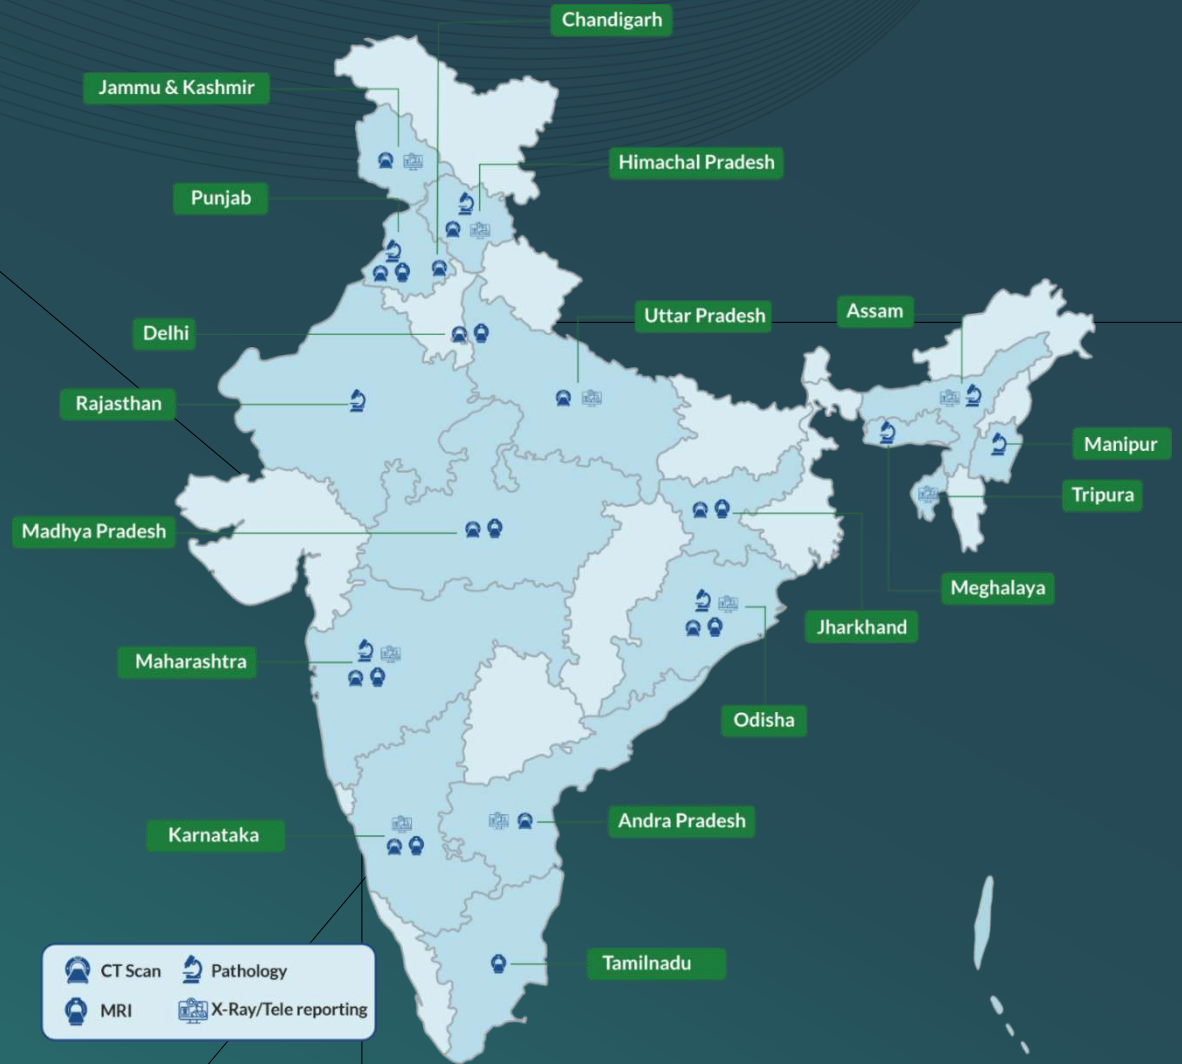 Chandigarh
Jammu & Kashmir
Himachal Pradesh
Punjab
Uttar Pradesh
Assam
Delhi
Rajasthan
Manipur
Tripura
Madhya Pradesh
Meghalaya
Jharkhand
Maharashtra
Odisha
Andra Pradesh
Karnataka
Tamilnadu
CT Scan
Pathology
MRI
X-Ray/Tele reporting